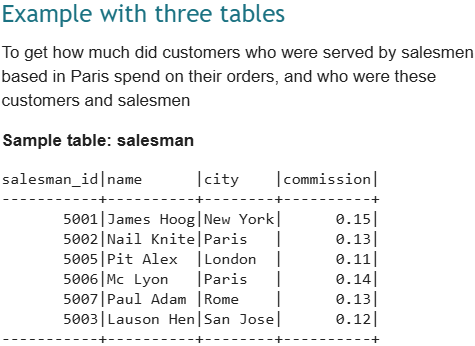 Example with three tables
To get how much did customers who were served by salesmen
based in Paris spend on their orders, and who were these
customers and salesmen
Sample table: salesman
salesman_id|name      |city    |commission|
-----------+----------+--------+----------+
       5001|James Hoog|New York|      0.15|
       5002|Nail Knite|Paris   |      0.13|
       5005|Pit Alex  |London  |      0.11|
       5006|Mc Lyon   |Paris   |      0.14|
       5007|Paul Adam |Rome    |      0.13|
       5003|Lauson Hen|San Jose|      0.12|
-----------+----------+--------+----------+